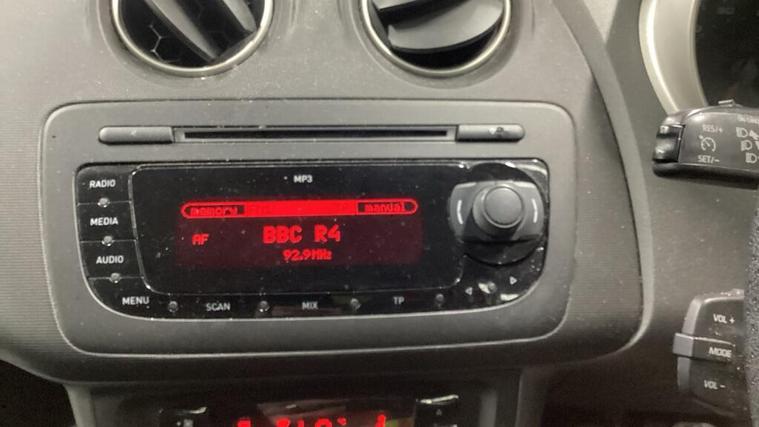 MP3
RADIO
MEDIA
AUDIO
memory
manual
AF
BBC R4
92.9MHz
MENU
SCAN
MIX
TP
RES/+
SET/-
VOL +
MODE
VOL -